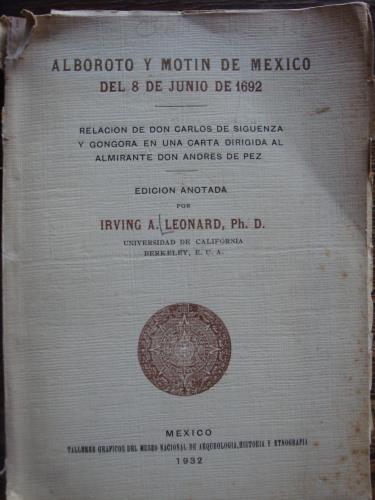 ALBOROTO Y MOTIN DE MEXICO
DEL 8 DE JUNIO DE 1692
RELACION DE DON CARLOS DE SIGÜENZA
Y GONGORA EN UNA CARTA DIRIGIDA AL
ALMIRANTE DON ANDRES DE PEZ
EDICION ANOTADA
POR
IRVING A. LEONARD, Ph. D.
UNIVERSIDAD DE CALIFORNIA
BERKELEY, E. U. A.
MEXICO
TALLERES GRAFICOS DEL MUSEO NACIONAL DE ARQUEOLOGIA, HISTORIA Y ETNOGRAFIA
1932